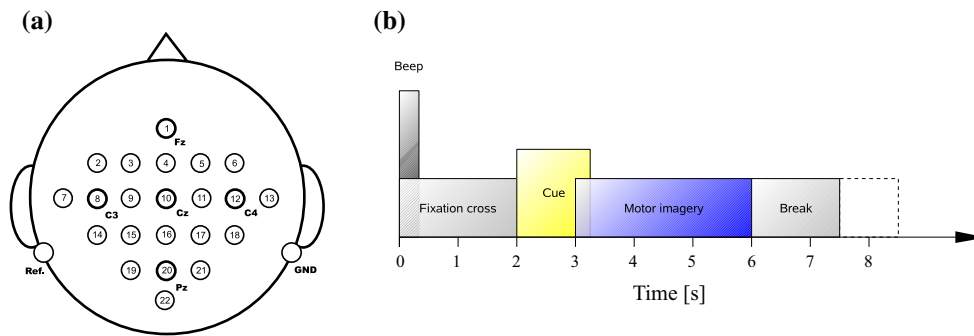 (a)
1
Fz
2 3 4 5 6
7 8 9 10 11 12 13
C3 Cz C4
14 15 16 17 18
Ref. GND
19 20 21
Pz
22
(b)
Beep
Cue
Fixation cross Motor imagery Break
0 1 2 3 4 5 6 7 8
Time [s]